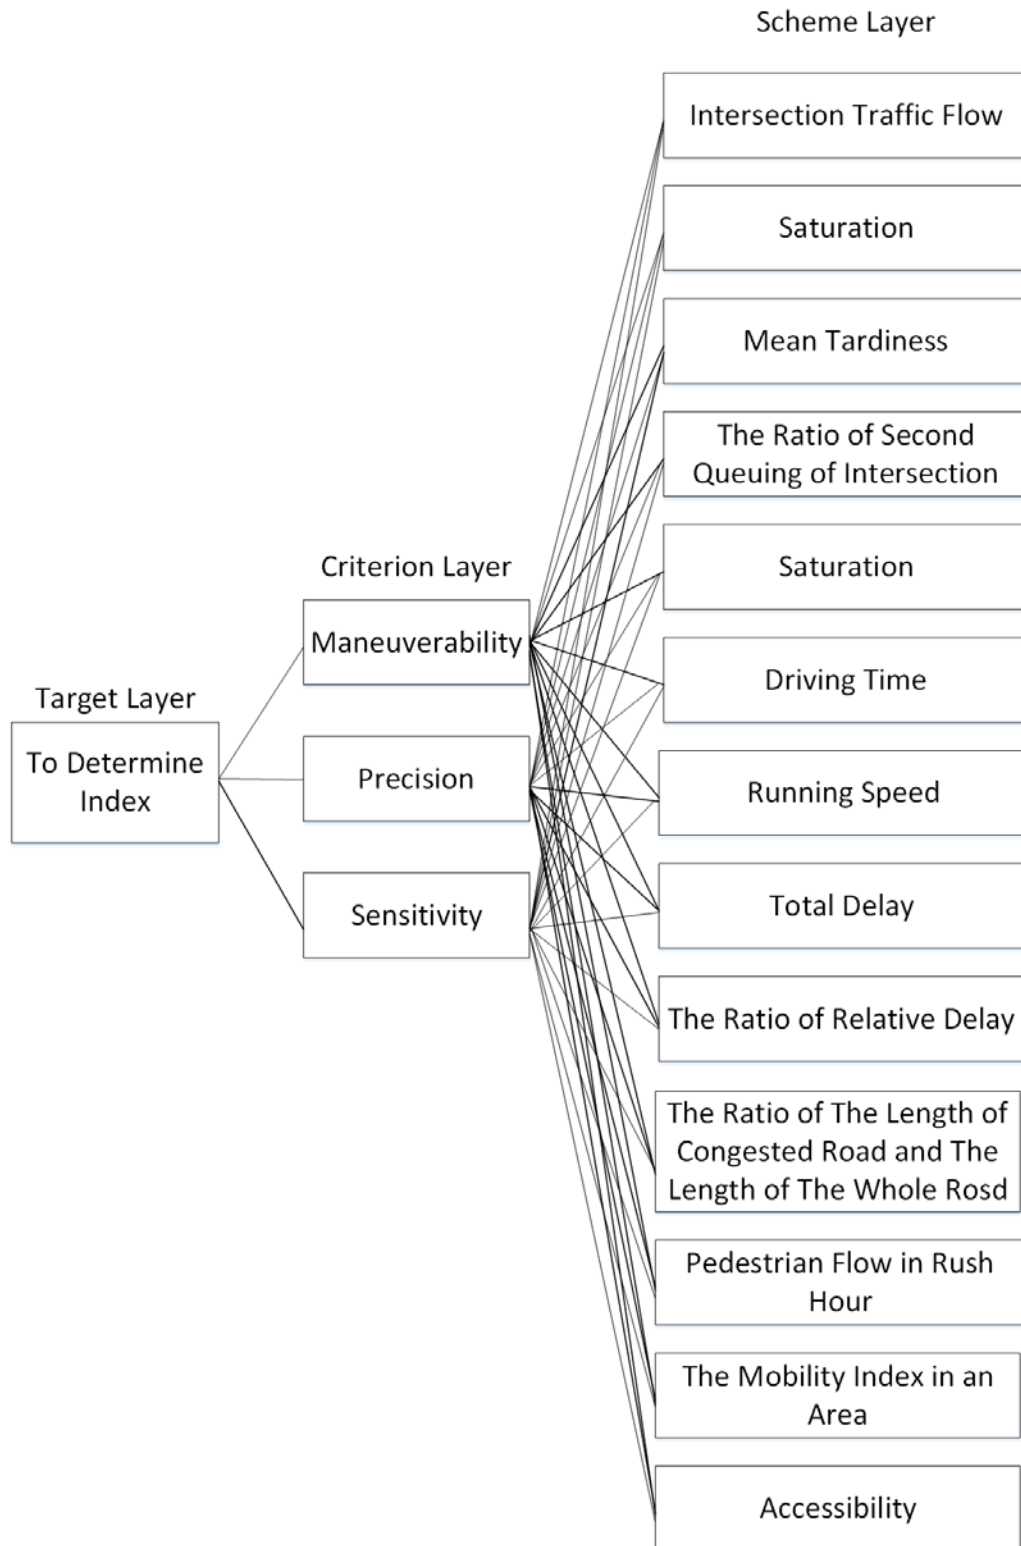 Scheme Layer
Intersection Traffic Flow
Saturation
Mean Tardiness
The Ratio of Second
Queuing of Intersection
Saturation
Driving Time
Running Speed
Total Delay
The Ratio of Relative Delay
The Ratio of The Length of
Congested Road and The
Length of The Whole Rosd
Pedestrian Flow in Rush
Hour
The Mobility Index in an
Area
Accessibility
Criterion Layer
Maneuverability
Precision
Sensitivity
Target Layer
To Determine
Index